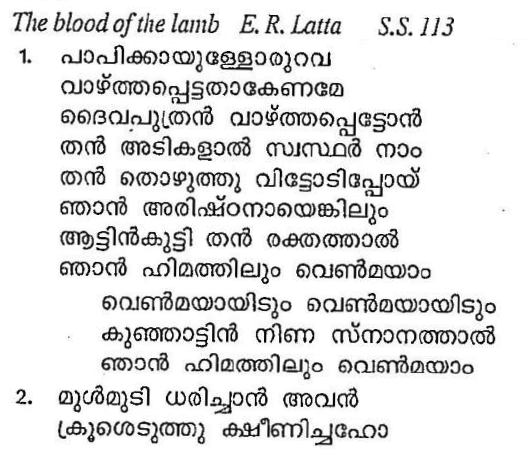 The blood of the lamb E. R. Latta S.S. 113
1. പാപിക്കായുള്ളോരുറവ
വാഴ്ത്തപ്പെട്ടതാകേണമേ
ദൈവപുത്രൻ വാഴ്ത്തപ്പെട്ടോൻ
തൻ അടികളാൽ സ്വസ്ഥർ നാം
തൻ തൊഴുത്തു വിട്ടോടിപ്പോയ്
ഞാൻ അരിഷ്ഠനായെങ്കിലും
ആട്ടിൻകുട്ടി തൻ രക്തത്താൽ
ഞാൻ ഹിമത്തിലും വെൺമയാം
വെൺമയായിടും വെൺമയായിടും
കുഞ്ഞാട്ടിൻ നിണ സ്നാനത്താൽ
ഞാൻ ഹിമത്തിലും വെൺമയാം
2. മുൾമുടി ധരിച്ചാൻ അവൻ
ക്രൂശെടുത്തു ക്ഷീണിച്ചഹോ